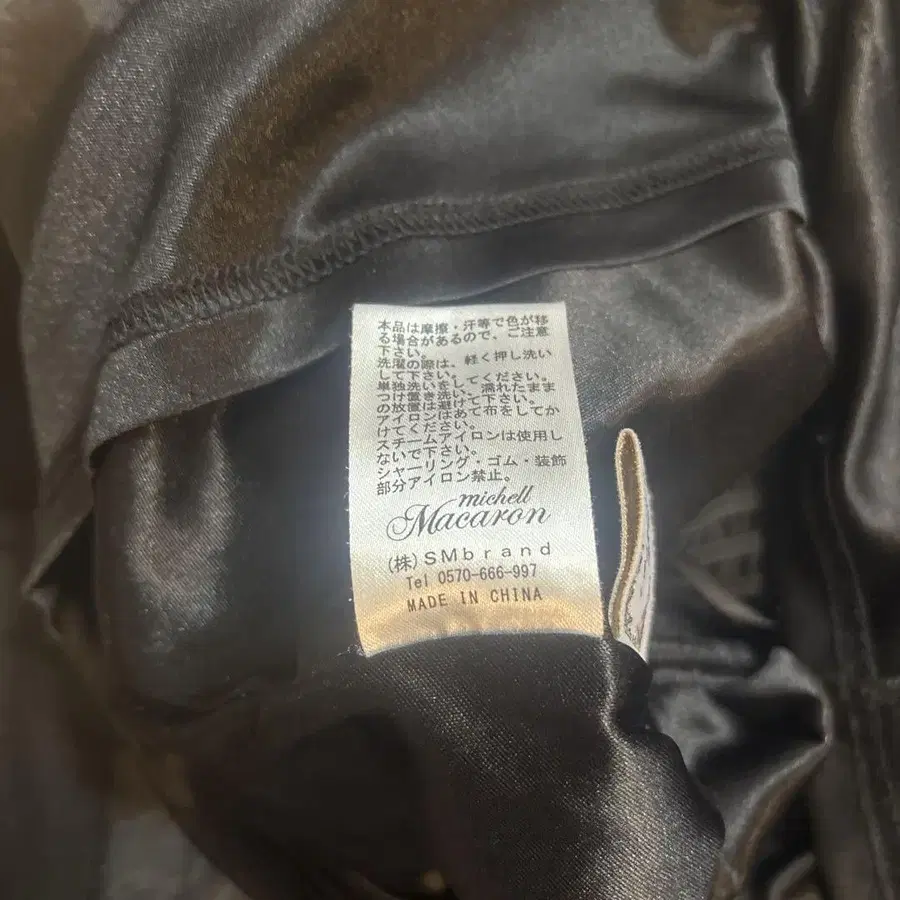 本品は摩擦・汗等で色が移
る場合があるので、ご注意
下さい。
洗濯の際は、軽く押し洗い
して下さい。
単独洗いをしてください。
つけ置き洗い、濡れたまま
の放置は避けて下さい。
アイロンはあて布をしてか
けてください。
スチームアイロンは使用し
ないで下さい。
シャーリング・ゴム・装飾
部分アイロン禁止。
michell
Macaron
(株)SMbrand
Tel 0570-666-997
MADE IN CHINA